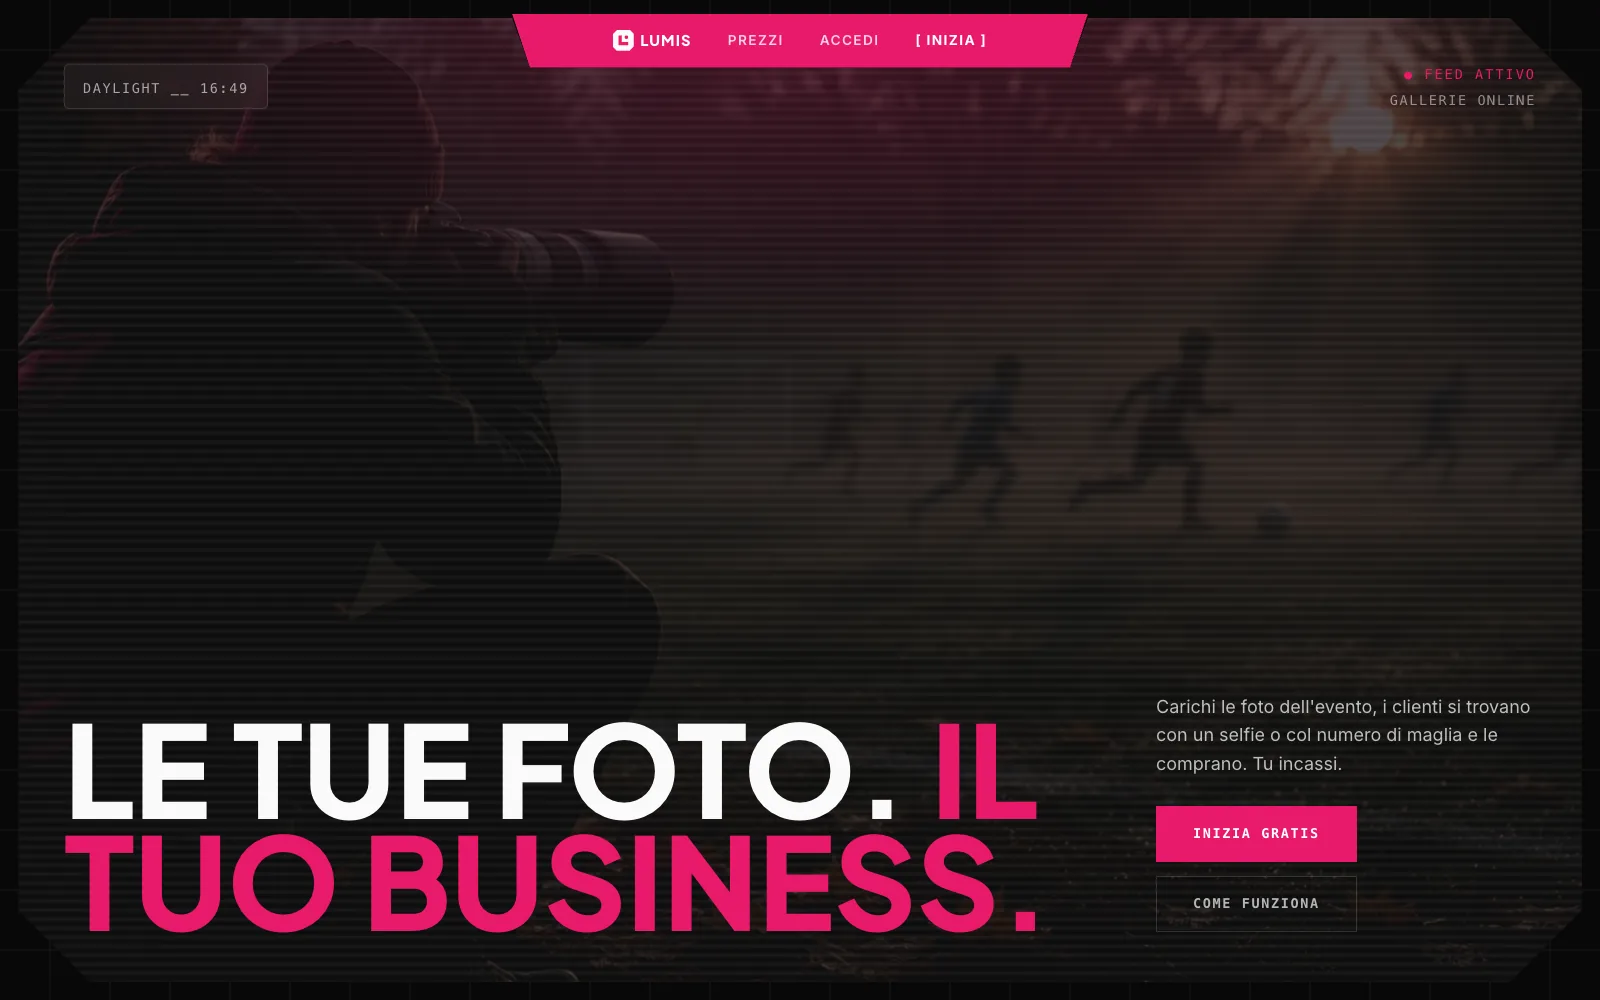 LUMIS PREZZI ACCEDI [ INIZIA ]
DAYLIGHT __ 16:49
FEED ATTIVO
GALLERIE ONLINE
LE TUE FOTO. IL
TUO BUSINESS.
Carichi le foto dell'evento, i clienti si trovano
con un selfie o col numero di maglia e le
comprano. Tu incassi.
INIZIA GRATIS
COME FUNZIONA